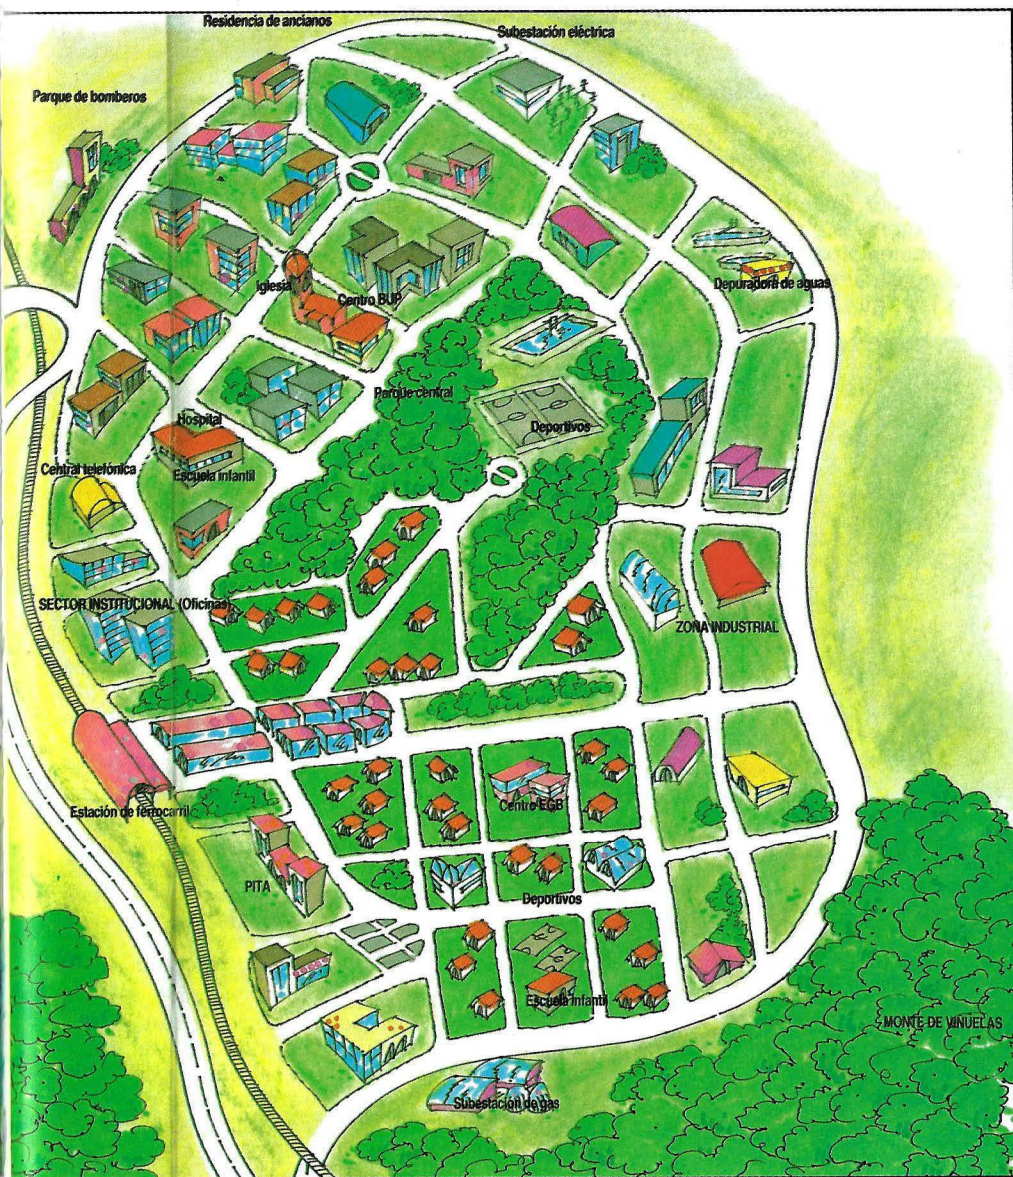 Residencia de ancianos
Subestación eléctrica
Parque de bomberos
Depuradora de aguas
Iglesia
Centro BUP
Parque central
Hospital
Deportivos
Central telefónica
Escuela infantil
SECTOR INSTITUCIONAL (Oficinas)
ZONA INDUSTRIAL
Estación de ferrocarril
Centro EGB
PITA
Deportivos
Escuela infantil
MONTE DE VIÑUELAS
Subestación de gas